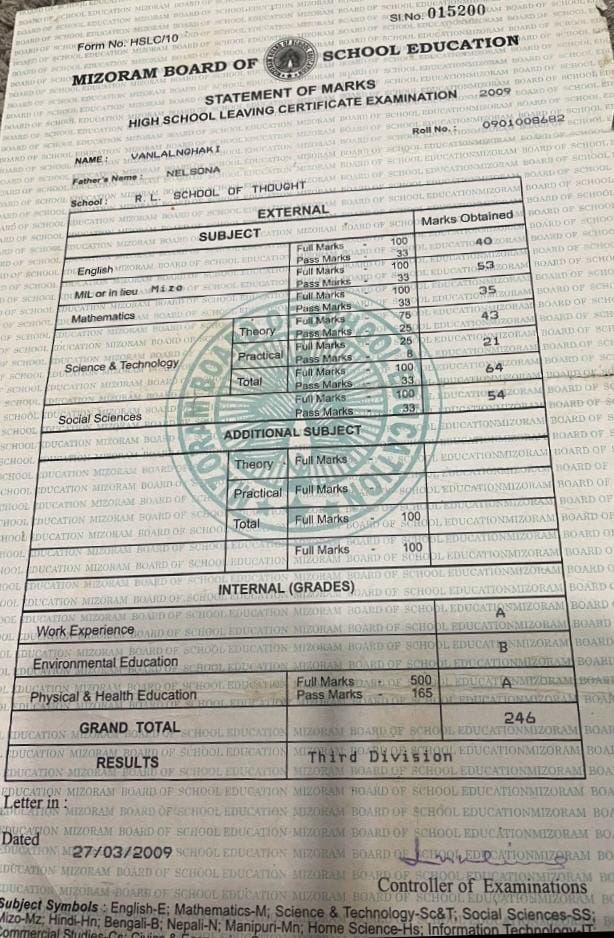 Sl.No. 015200
Form No. HSLC/10
MIZORAM BOARD OF SCHOOL EDUCATION
STATEMENT OF MARKS
HIGH SCHOOL LEAVING CERTIFICATE EXAMINATION 2009
Roll No. : 0901008682
NAME : VANLALNGHAKI
Father's Name : NELSONA
School : R. L. SCHOOL OF THOUGHT
EXTERNAL
SUBJECT Marks Obtained
English Full Marks - 100 40
Pass Marks - 33
MIL or in lieu Mizo Full Marks - 100 53
Pass Marks - 33
Mathematics Full Marks - 100 35
Pass Marks - 33
Science & Technology Theory Full Marks - 75 43
Pass Marks - 25
Practical Full Marks - 25 21
Pass Marks - 8
Total Full Marks - 100 64
Pass Marks - 33
Social Sciences Full Marks - 100 54
Pass Marks - 33
ADDITIONAL SUBJECT
Theory Full Marks -
Practical Full Marks -
Total Full Marks - 100
Full Marks - 100
INTERNAL (GRADES)
Work Experience A
Environmental Education B
Physical & Health Education A
Full Marks - 500
Pass Marks - 165
GRAND TOTAL 246
RESULTS Third Division
Letter in :
Dated 27/03/2009
Controller of Examinations
Subject Symbols : English-E; Mathematics-M; Science & Technology-Sc&T, Social Sciences-SS;
Mizo-Mz; Hindi-Hn; Bengali-B; Nepali-N; Manipuri-Mn; Home Science-Hs; Information Technology-IT